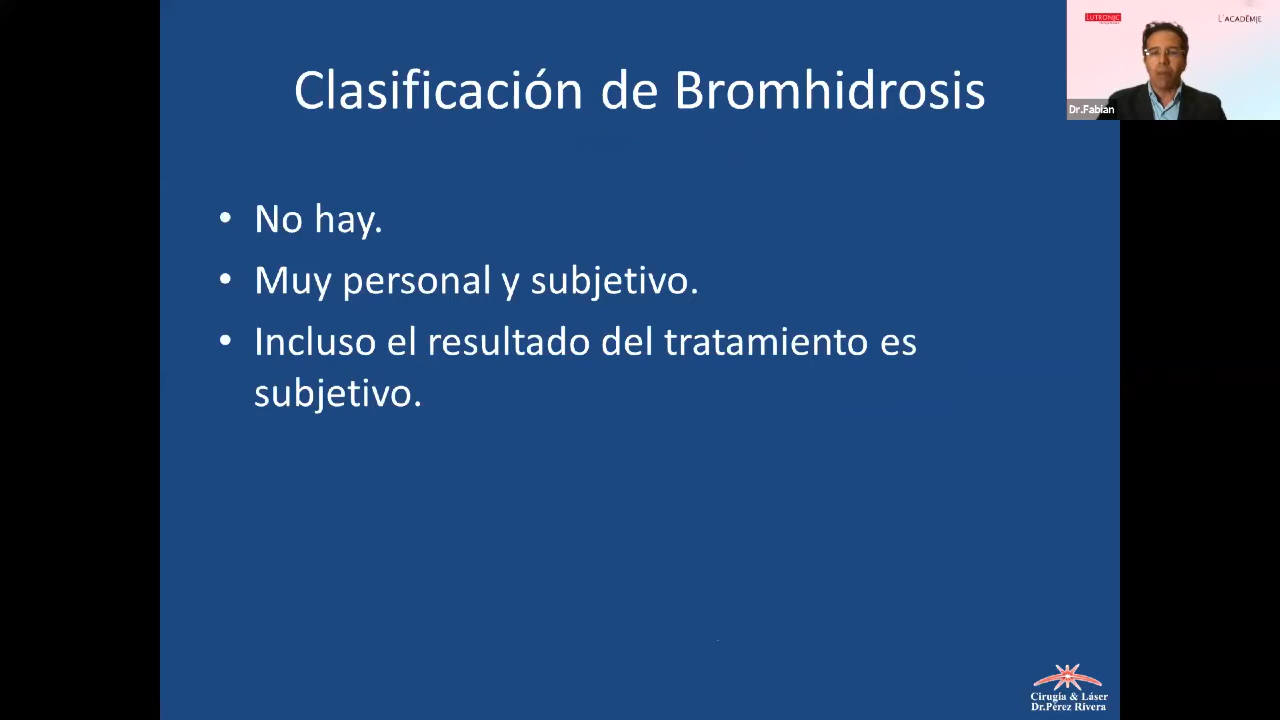 Clasificación de Bromhidrosis
• No hay.
• Muy personal y subjetivo.
• Incluso el resultado del tratamiento es
subjetivo.
LUTRONIC
L'ACADÉMIE
Dr.Fabian
Cirugía & Láser
Dr.Pérez Rivera